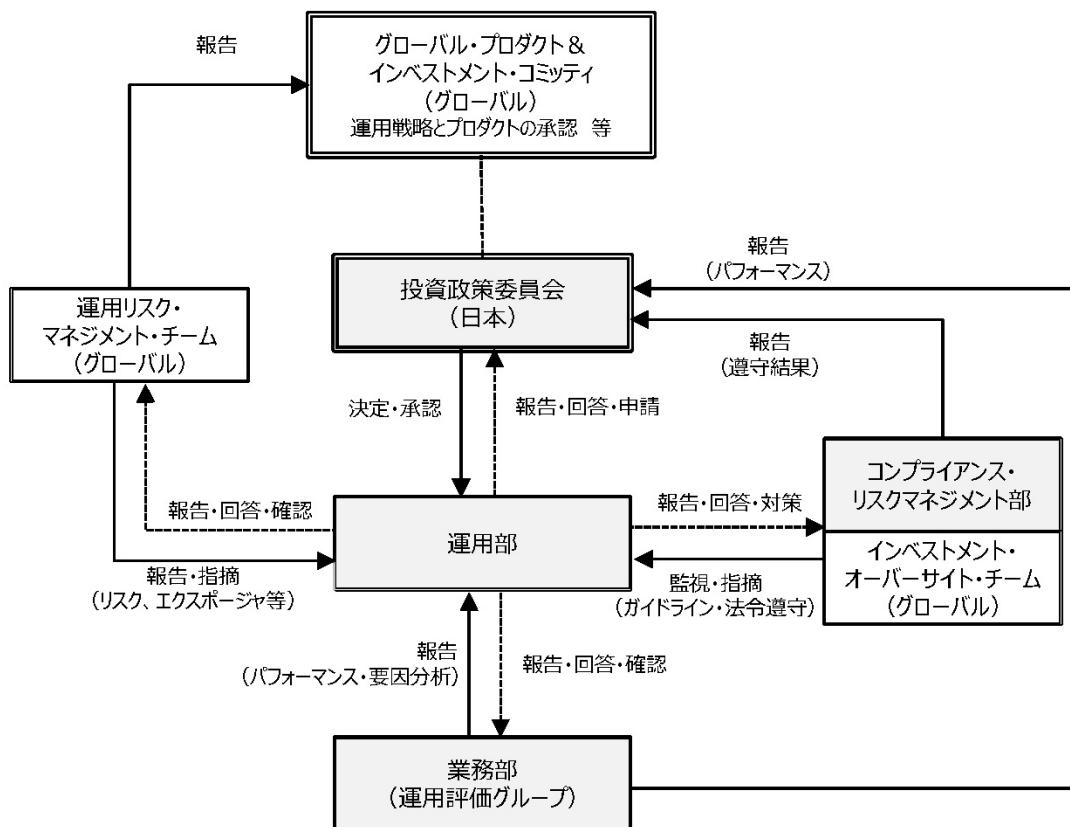 報告
グローバル・プロダクト&
インベストメント・コミッティ
(グローバル)
運用戦略とプロダクトの承認 等
報告
(パフォーマンス)
投資政策委員会
(日本)
運用リスク・
マネジメント・チーム
(グローバル)
報告
(遵守結果)
決定・承認
報告・回答・申請
コンプライアンス・
リスクマネジメント部
報告・回答・確認
報告・回答・対策
運用部
インベストメント・
オーバーサイト・チーム
(グローバル)
報告・指摘
(リスク、エクスポージャ等)
監視・指摘
(ガイドライン・法令遵守)
報告
(パフォーマンス・要因分析)
報告・回答・確認
業務部
(運用評価グループ)